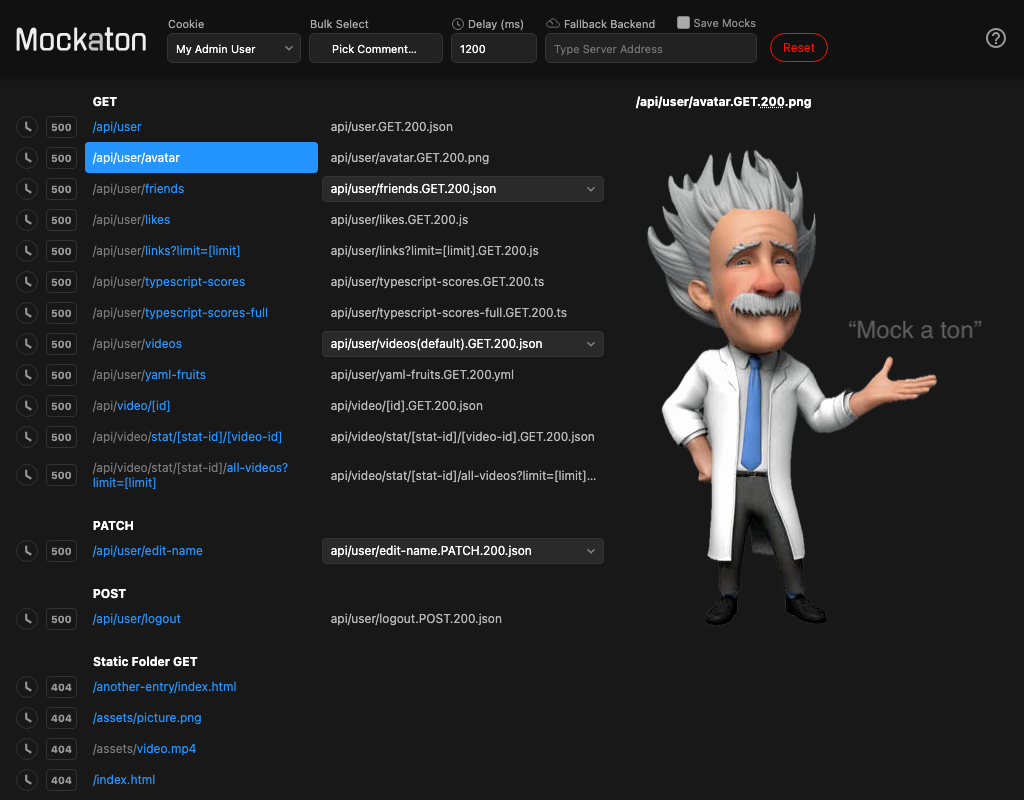 Mockaton
Cookie
My Admin User
Bulk Select
Pick Comment...
Delay (ms)
1200
Fallback Backend
Type Server Address
Save Mocks
Reset
?
GET
500 /api/user api/user.GET.200.json
500 /api/user/avatar api/user/avatar.GET.200.png
500 /api/user/friends api/user/friends.GET.200.json
500 /api/user/likes api/user/likes.GET.200.js
500 /api/user/links?limit=[limit] api/user/links?limit=[limit].GET.200.js
500 /api/user/typescript-scores api/user/typescript-scores.GET.200.ts
500 /api/user/typescript-scores-full api/user/typescript-scores-full.GET.200.ts
500 /api/user/videos api/user/videos(default).GET.200.json
500 /api/user/yaml-fruits api/user/yaml-fruits.GET.200.yml
500 /api/video/[id] api/video/[id].GET.200.json
500 /api/video/stat/[stat-id]/[video-id] api/video/stat/[stat-id]/[video-id].GET.200.json
500 /api/video/stat/[stat-id]/all-videos? api/video/stat/[stat-id]/all-videos?limit=[limit]...
limit=[limit]
PATCH
500 /api/user/edit-name api/user/edit-name.PATCH.200.json
POST
500 /api/user/logout api/user/logout.POST.200.json
Static Folder GET
404 /another-entry/index.html
404 /assets/picture.png
404 /assets/video.mp4
404 /index.html
/api/user/avatar.GET.200.png
“Mock a ton”